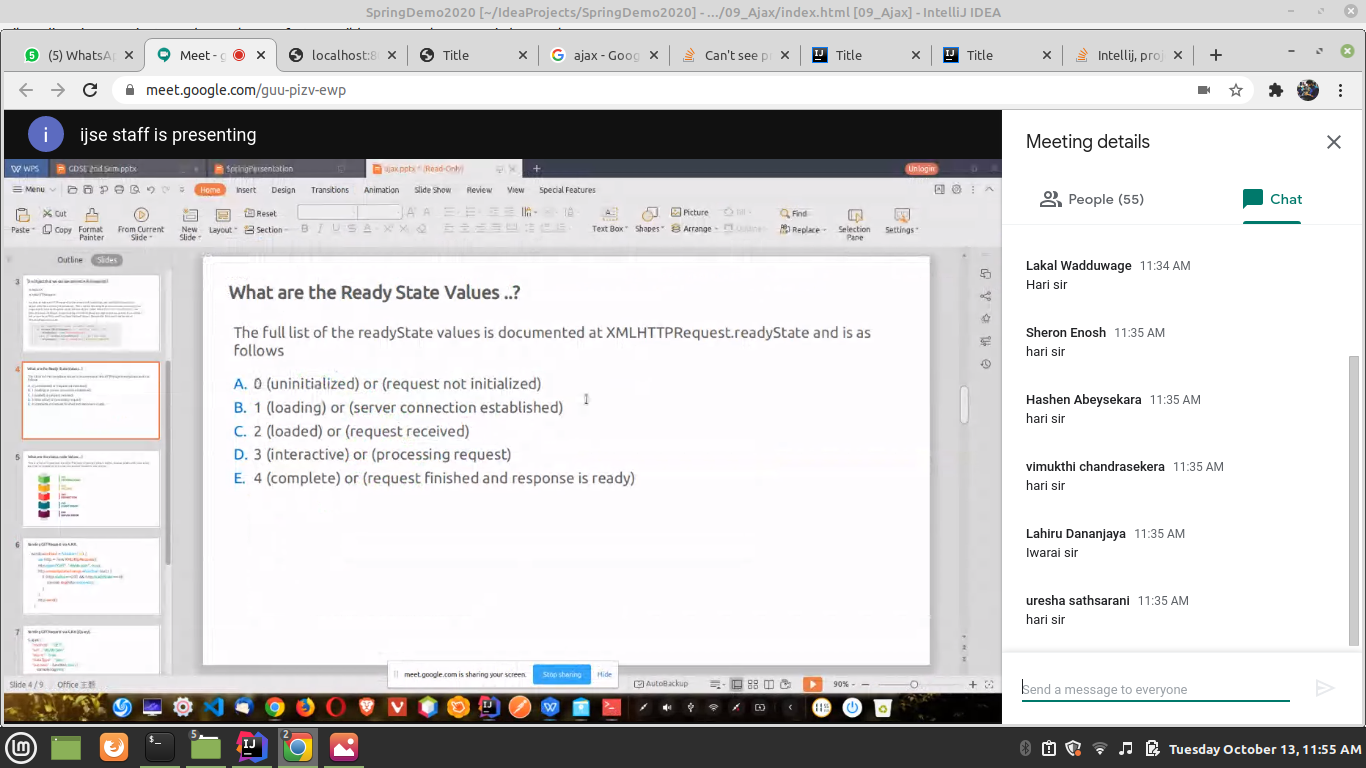 SpringDemo2020 [~/IdeaProjects/SpringDemo2020] - .../09_Ajax/index.html [09_Ajax] - IntelliJ IDEA
(5) WhatsA
Meet - g
localhost:8
Title
ajax - Goog
Can't see p
Title
Title
Intellij, proj
meet.google.com/guu-pizv-ewp
i
ijse staff is presenting
WPS
GDSE 2nd Sem.pptx
SpringPresentation
ajax.pptx * (Read-Only)
Unlogin
Menu
Home
Insert
Design
Transitions
Animation
Slide Show
Review
View
Special Features
Paste
Cut
Copy
Format Painter
From Current Slide
New Slide
Layout
Reset
Section
Text Box
Shapes
Picture
Fill
Arrange
Find
Replace
Selection Pane
Settings
Outline
Slides
3
4
5
6
7
What are the Ready State Values ..?
The full list of the readyState values is documented at XMLHTTPRequest.readyState and is as
follows
A. 0 (uninitialized) or (request not initialized)
B. 1 (loading) or (server connection established)
C. 2 (loaded) or (request received)
D. 3 (interactive) or (processing request)
E. 4 (complete) or (request finished and response is ready)
meet.google.com is sharing your screen.
Stop sharing
Hide
Slide 4 / 9
Office 主题
AutoBackup
90%
Meeting details
People (55)
Chat
Lakal Wadduwage 11:34 AM
Hari sir
Sheron Enosh 11:35 AM
hari sir
Hashen Abeysekara 11:35 AM
hari sir
vimukthi chandrasekera 11:35 AM
hari sir
Lahiru Dananjaya 11:35 AM
Iwarai sir
uresha sathsarani 11:35 AM
hari sir
Send a message to everyone
5
2
Tuesday October 13, 11:55 AM